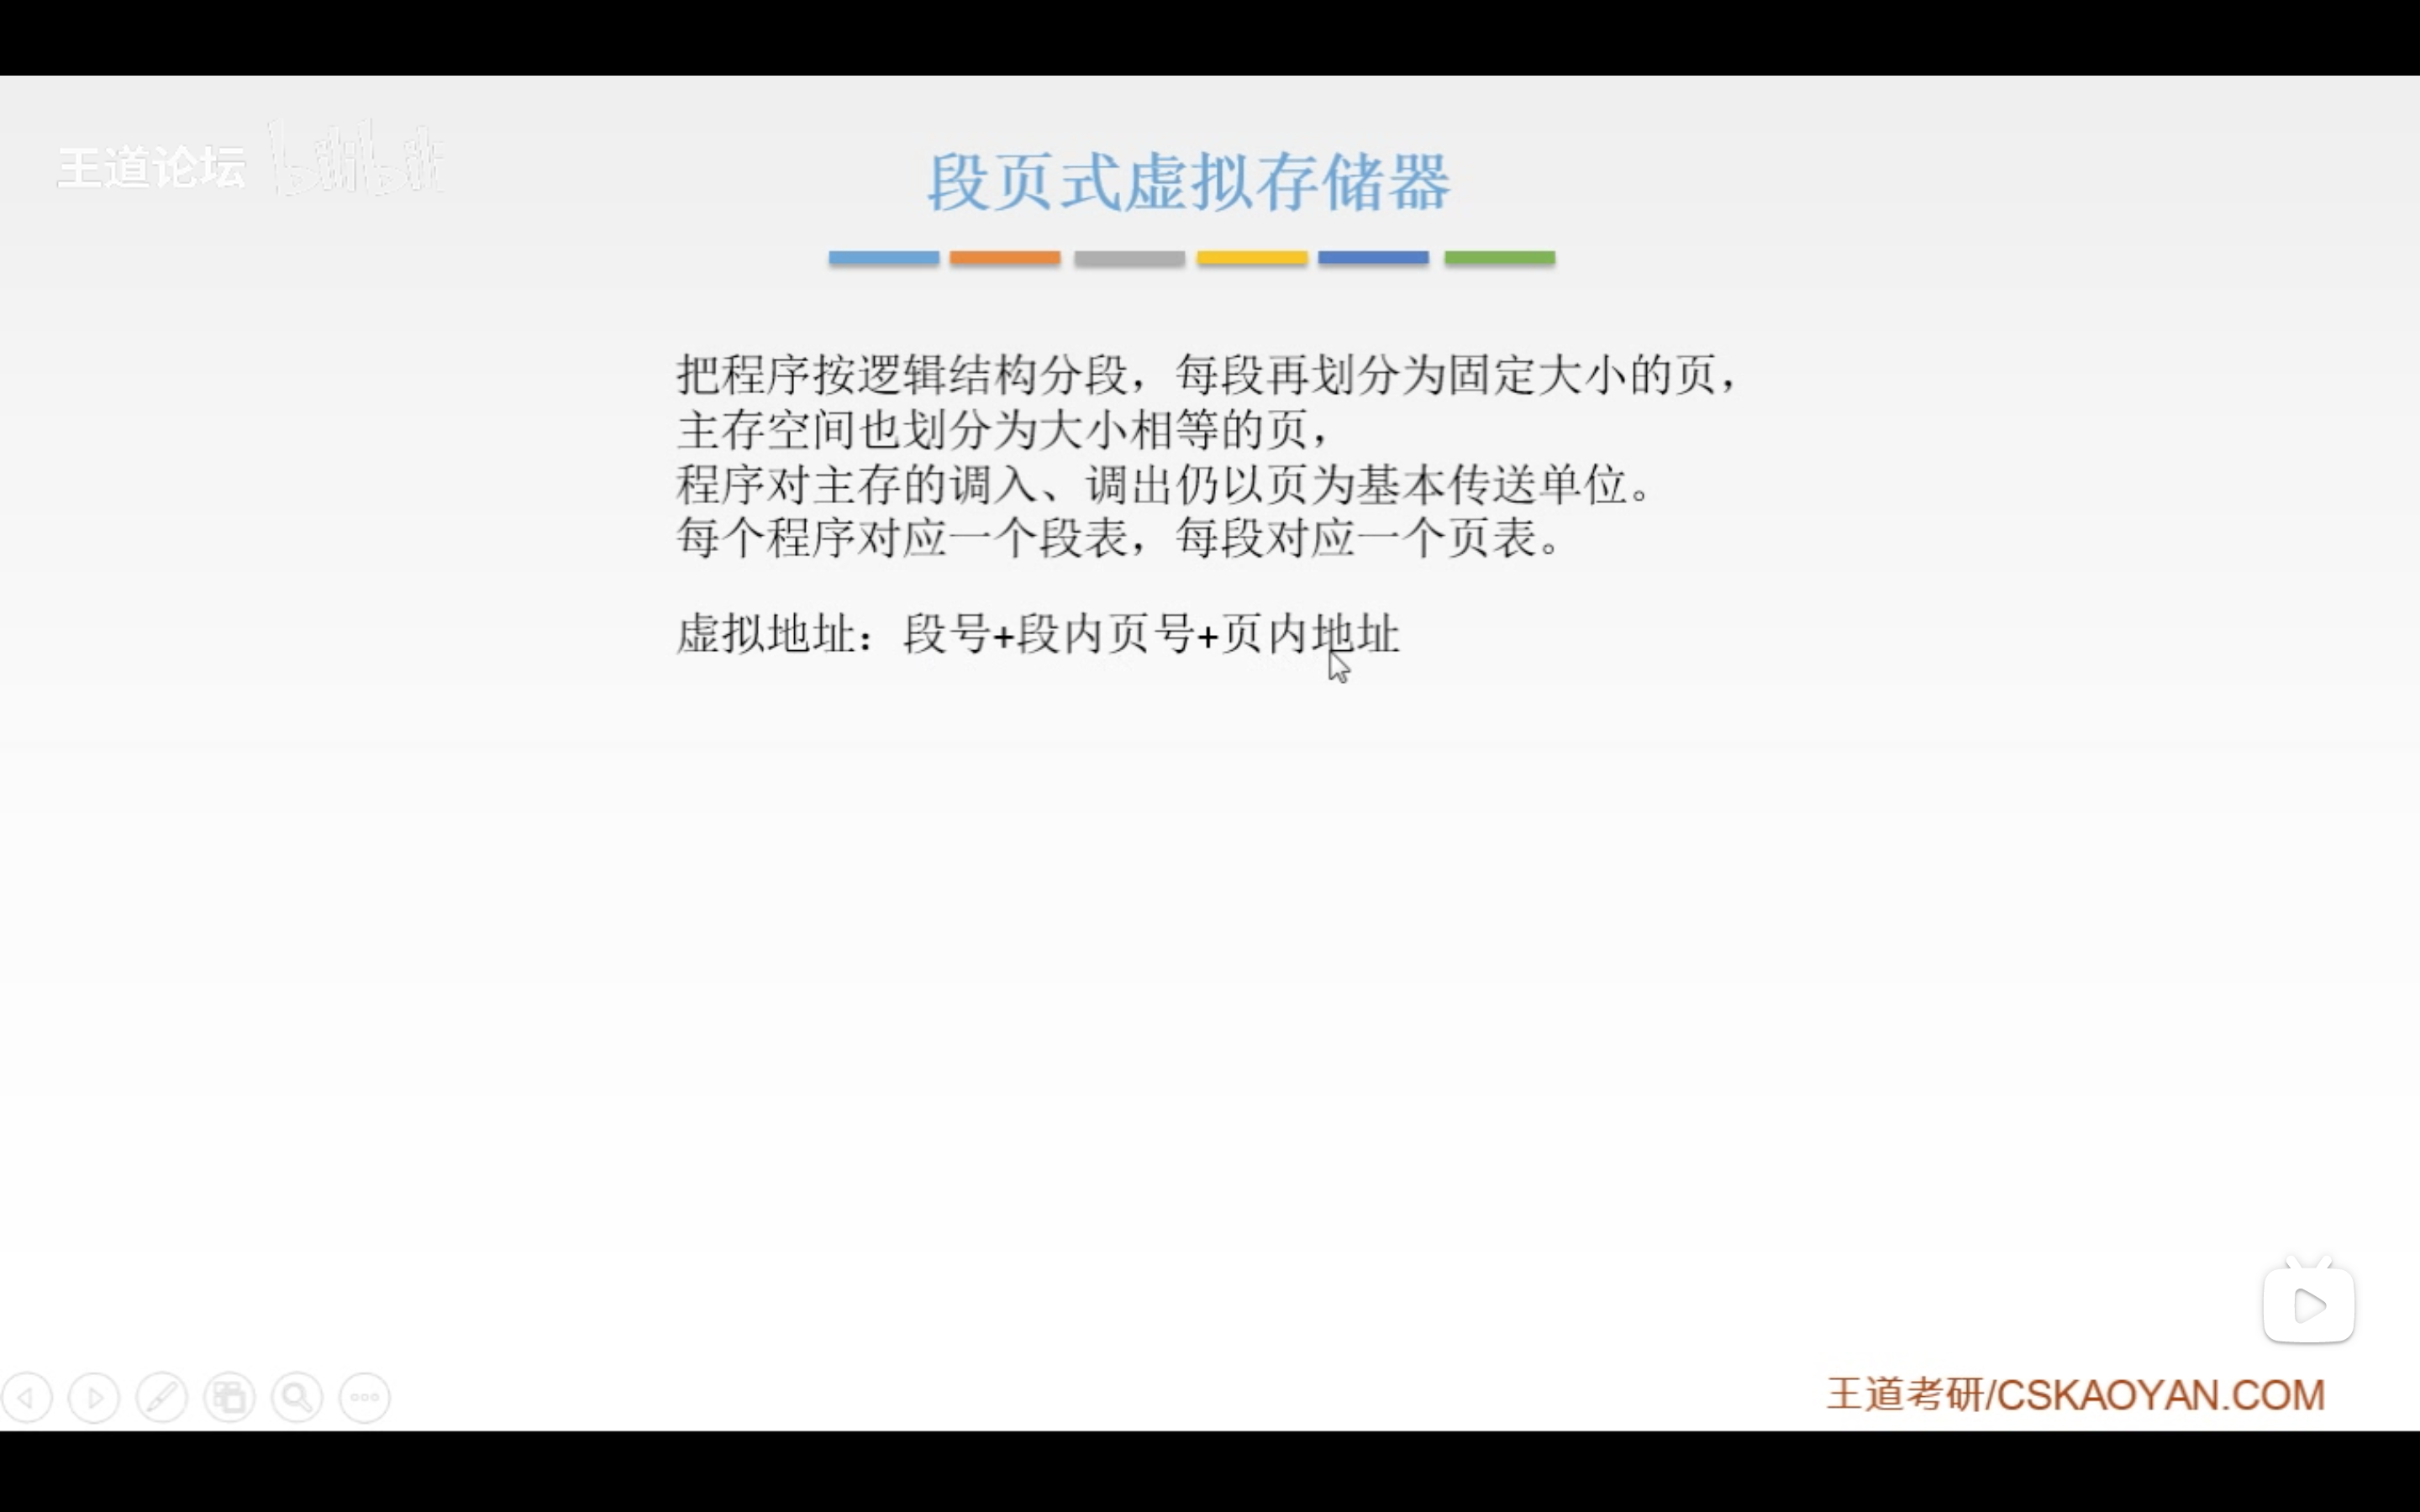 王道论坛 bilibili
段页式虚拟存储器
把程序按逻辑结构分段，每段再划分为固定大小的页，
主存空间也划分为大小相等的页，
程序对主存的调入、调出仍以页为基本传送单位。
每个程序对应一个段表，每段对应一个页表。
虚拟地址：段号+段内页号+页内地址
王道考研/CSKAOYAN.COM